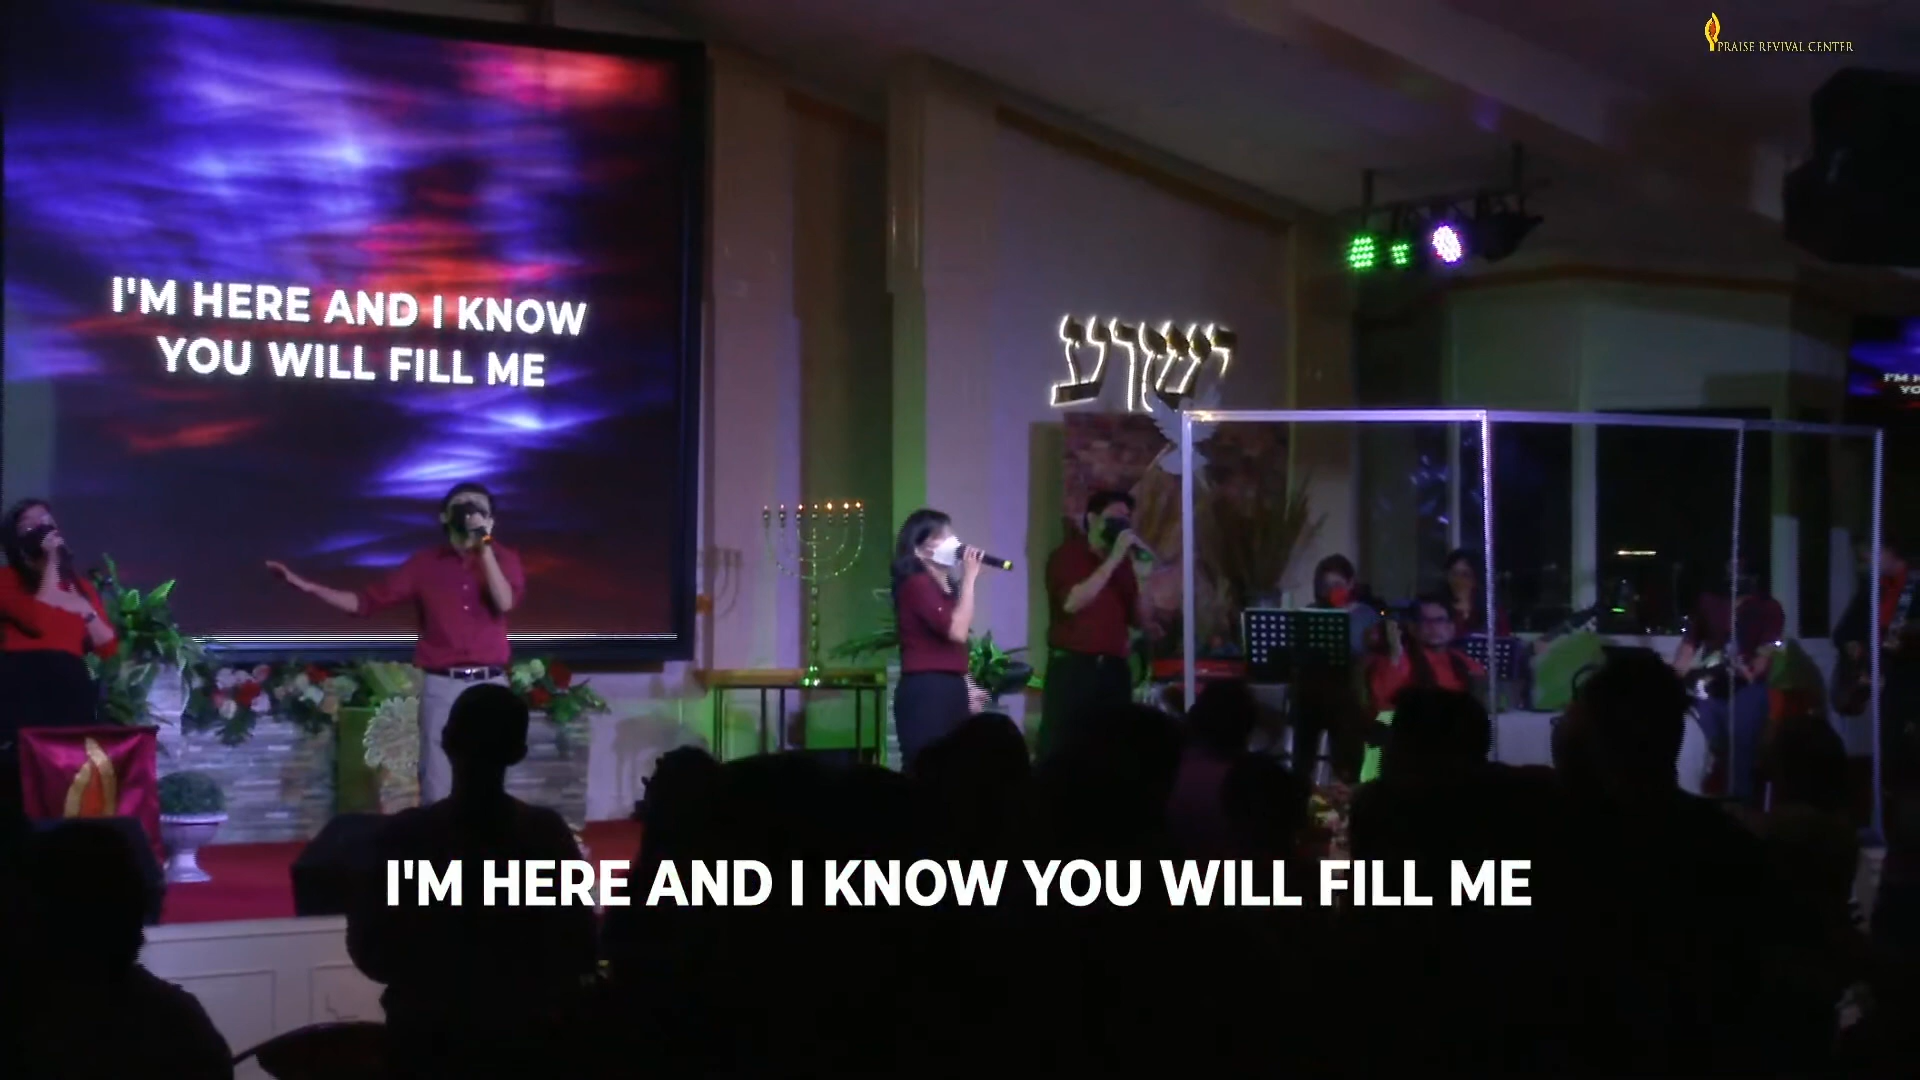 PRAISE REVIVAL CENTER
I'M HERE AND I KNOW
YOU WILL FILL ME
ישוע
I'M HERE AND I KNOW YOU WILL FILL ME